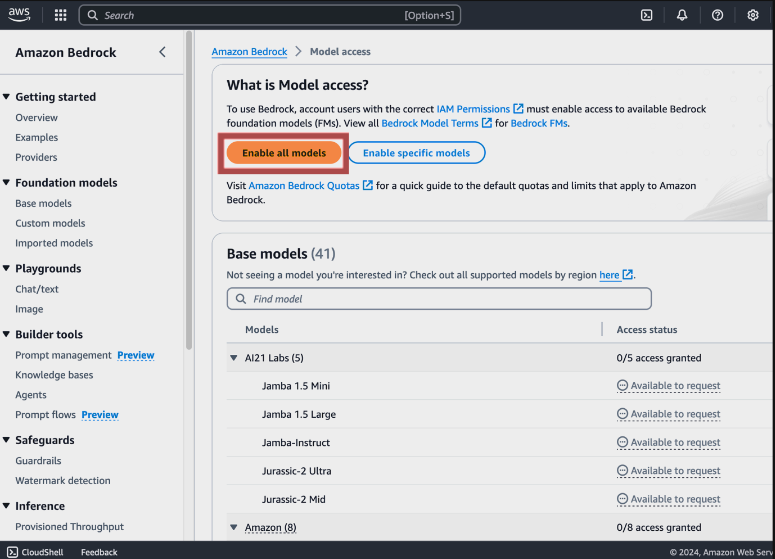 aws
Search
[Option+S]
Amazon Bedrock
Amazon Bedrock > Model access
Getting started
Overview
Examples
Providers
Foundation models
Base models
Custom models
Imported models
Playgrounds
Chat/text
Image
Builder tools
Prompt management Preview
Knowledge bases
Agents
Prompt flows Preview
Safeguards
Guardrails
Watermark detection
Inference
Provisioned Throughput
What is Model access?
To use Bedrock, account users with the correct IAM Permissions must enable access to available Bedrock
foundation models (FMs). View all Bedrock Model Terms for Bedrock FMs.
Enable all models
Enable specific models
Visit Amazon Bedrock Quotas for a quick guide to the default quotas and limits that apply to Amazon
Bedrock.
Base models (41)
Not seeing a model you're interested in? Check out all supported models by region here.
Find model
Models Access status
AI21 Labs (5) 0/5 access granted
Jamba 1.5 Mini Available to request
Jamba 1.5 Large Available to request
Jamba-Instruct Available to request
Jurassic-2 Ultra Available to request
Jurassic-2 Mid Available to request
Amazon (8) 0/8 access granted
CloudShell Feedback © 2024, Amazon Web Serv